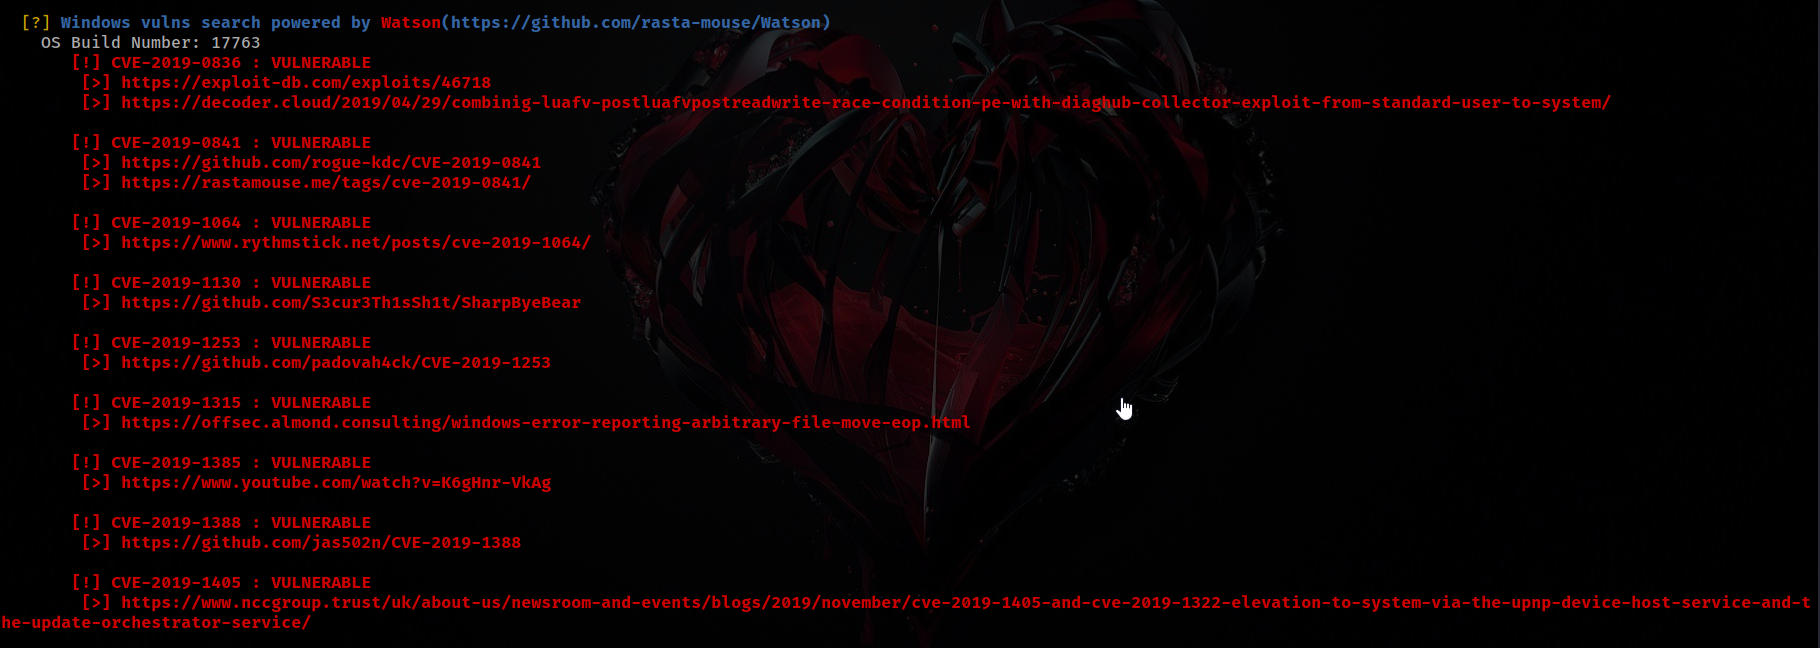 [?] Windows vulns search powered by Watson(https://github.com/rasta-mouse/Watson)
OS Build Number: 17763
[!] CVE-2019-0836 : VULNERABLE
[>] https://exploit-db.com/exploits/46718
[>] https://decoder.cloud/2019/04/29/combinig-luafv-postluafvpostreadwrite-race-condition-pe-with-diaghub-collector-exploit-from-standard-user-to-system/
[!] CVE-2019-0841 : VULNERABLE
[>] https://github.com/rogue-kdc/CVE-2019-0841
[>] https://rastamouse.me/tags/cve-2019-0841/
[!] CVE-2019-1064 : VULNERABLE
[>] https://www.rythmstick.net/posts/cve-2019-1064/
[!] CVE-2019-1130 : VULNERABLE
[>] https://github.com/S3cur3Th1sSh1t/SharpByeBear
[!] CVE-2019-1253 : VULNERABLE
[>] https://github.com/padovah4ck/CVE-2019-1253
[!] CVE-2019-1315 : VULNERABLE
[>] https://offsec.almond.consulting/windows-error-reporting-arbitrary-file-move-eop.html
[!] CVE-2019-1385 : VULNERABLE
[>] https://www.youtube.com/watch?v=K6gHnr-VkAg
[!] CVE-2019-1388 : VULNERABLE
[>] https://github.com/jas502n/CVE-2019-1388
[!] CVE-2019-1405 : VULNERABLE
[>] https://www.nccgroup.trust/uk/about-us/newsroom-and-events/blogs/2019/november/cve-2019-1405-and-cve-2019-1322-elevation-to-system-via-the-upnp-device-host-service-and-t
he-update-orchestrator-service/